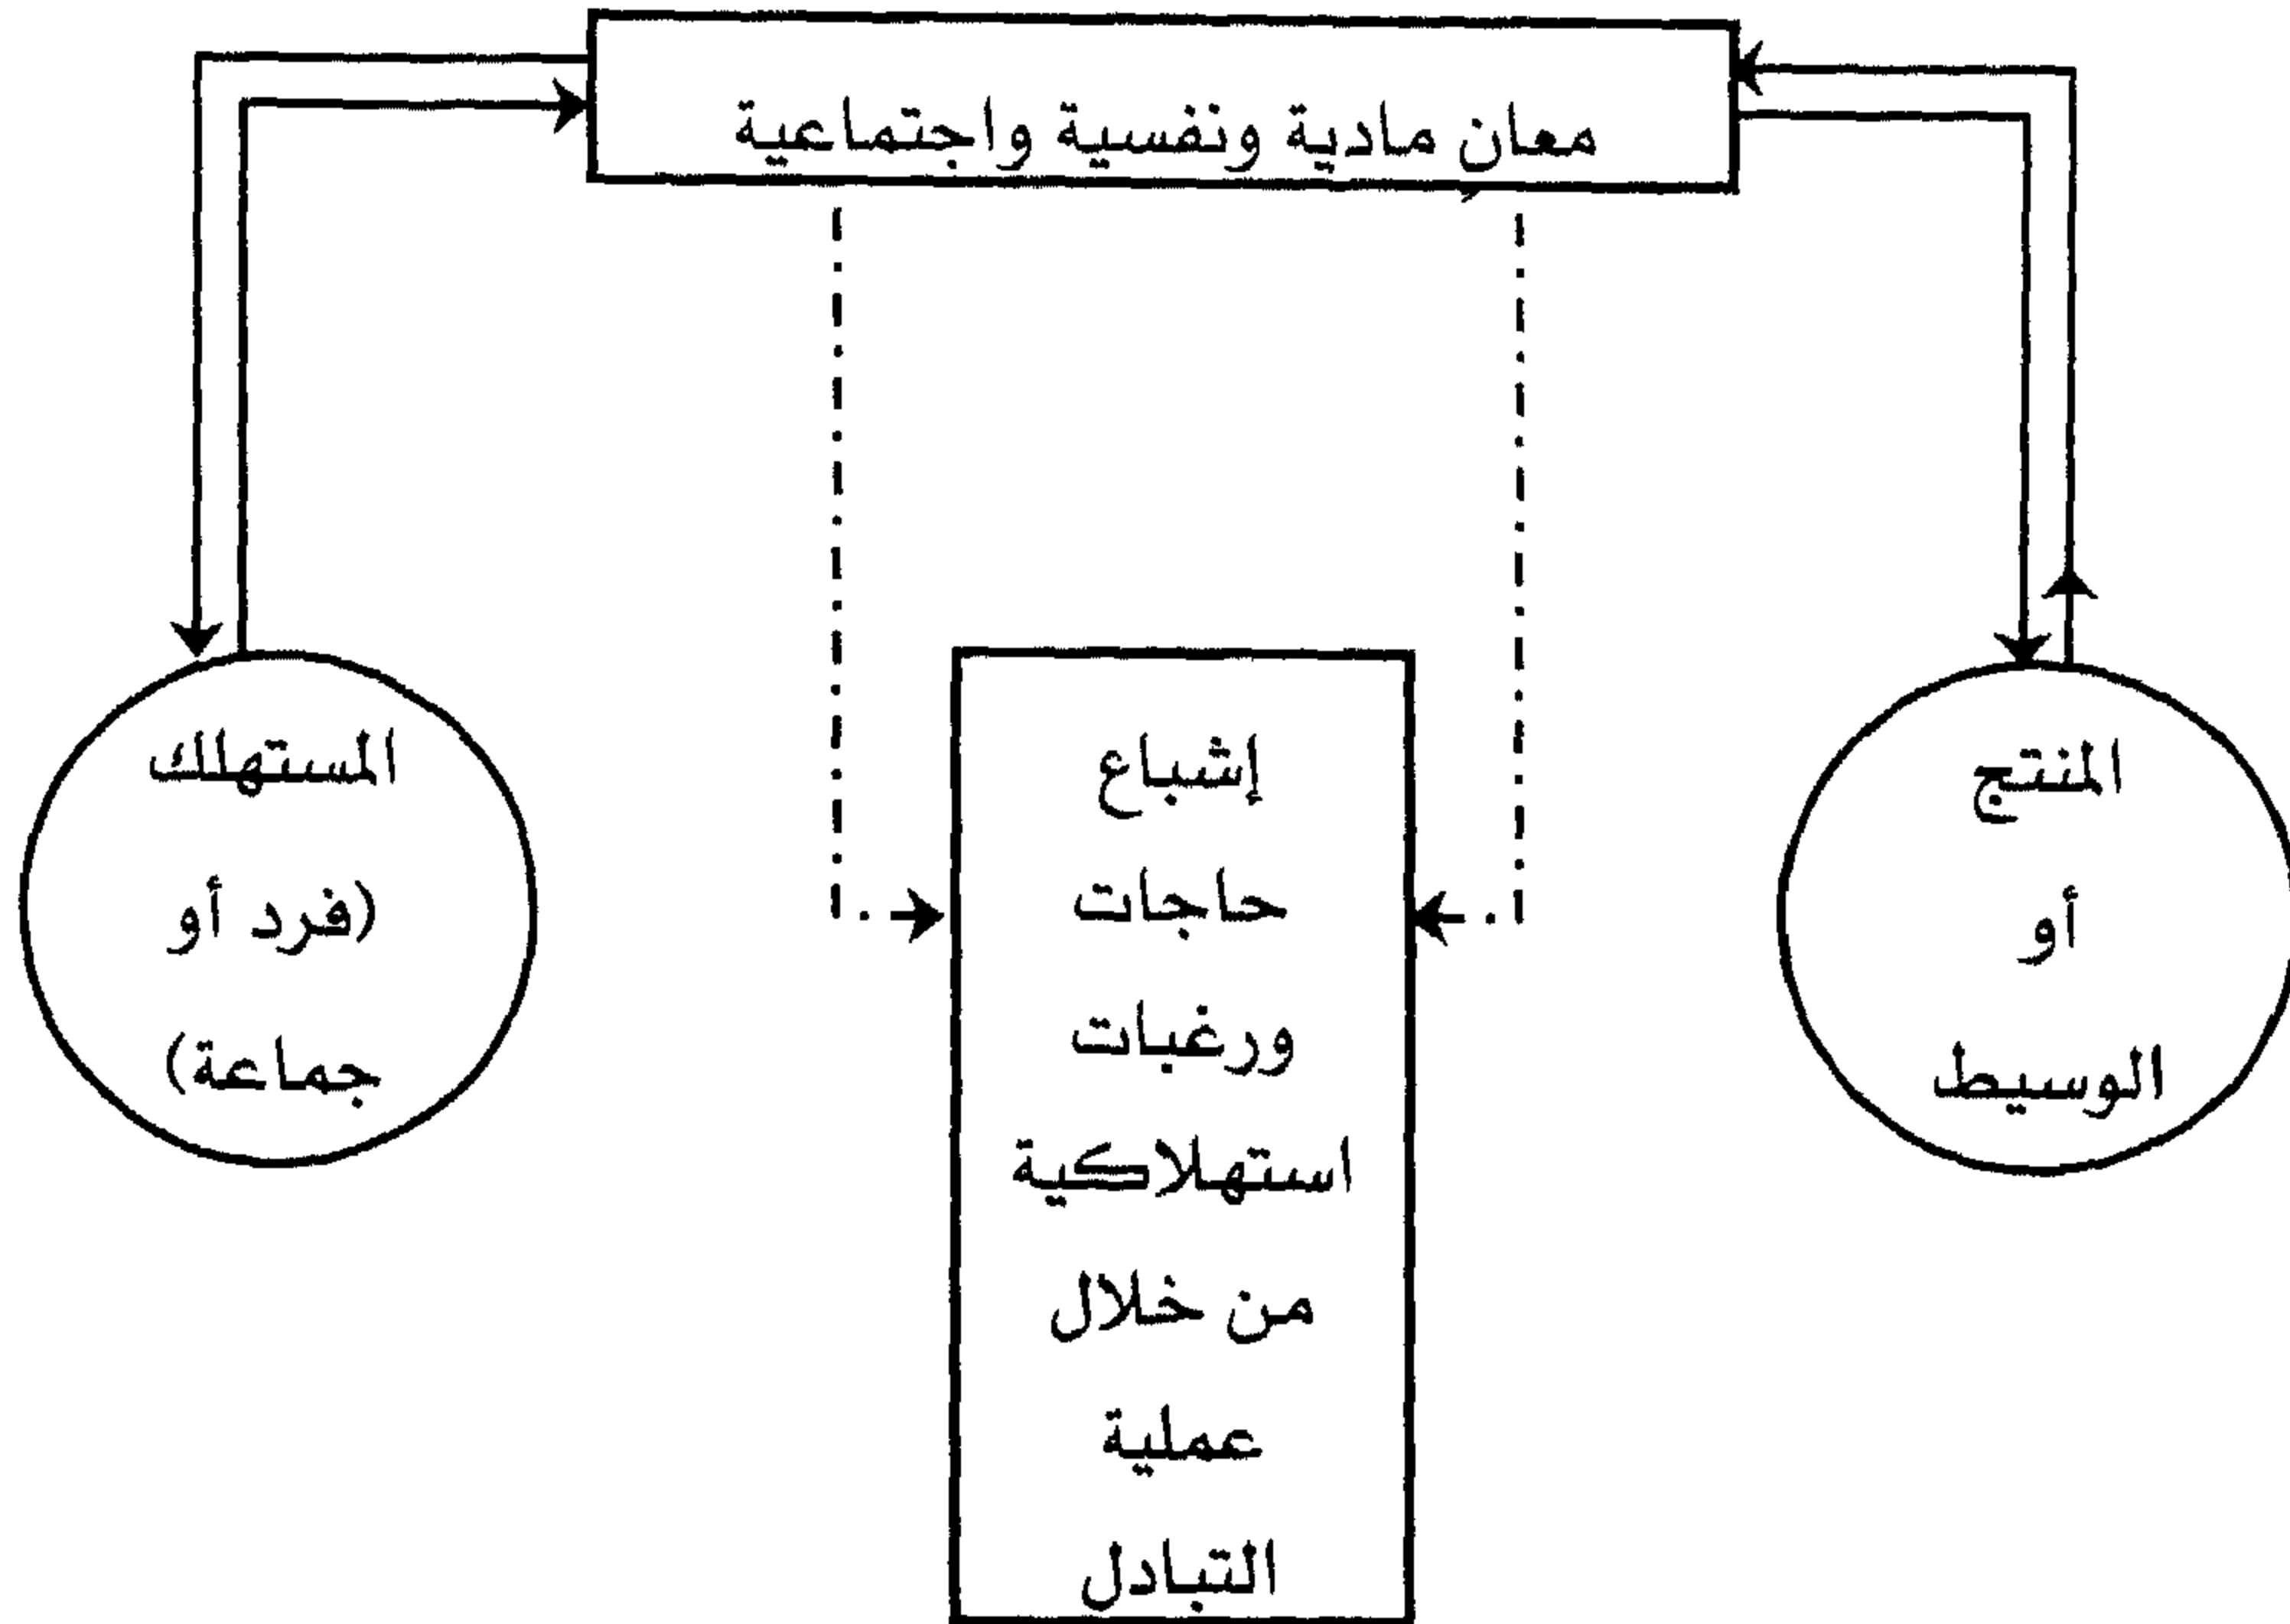 معان مادية ونفسية واجتماعية
المنتج
أو
الوسيط
إشباع
حاجات
ورغبات
استهلاكية
من خلال
عملية
التبادل
المستهلك
(فرد أو
جماعة)